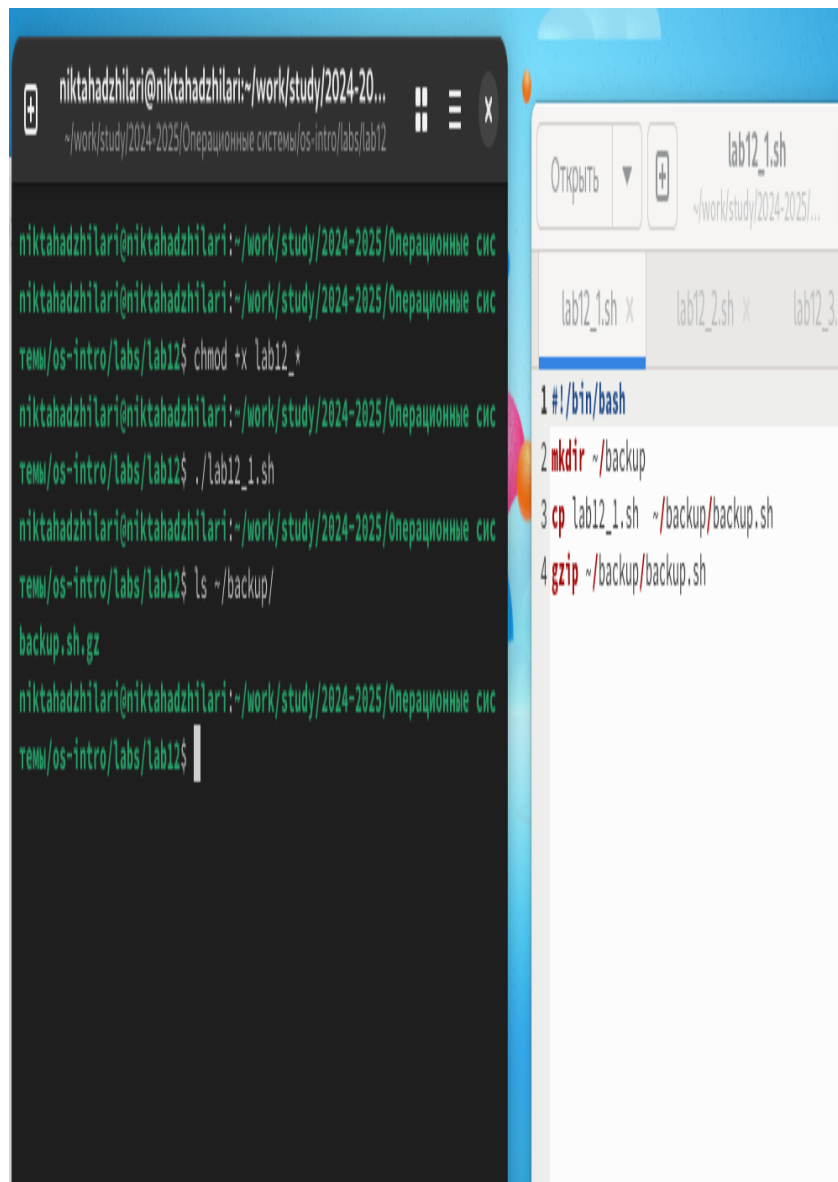 niktahadzhilari@niktahadzhilari:~/work/study/2024-20...
~/work/study/2024-2025/Операционные системы/os-intro/labs/lab12
niktahadzhilari@niktahadzhilari:~/work/study/2024-2025/Операционные сис
niktahadzhilari@niktahadzhilari:~/work/study/2024-2025/Операционные сис
темы/os-intro/labs/lab12$ chmod +x lab12_*
niktahadzhilari@niktahadzhilari:~/work/study/2024-2025/Операционные сис
темы/os-intro/labs/lab12$ ./lab12_1.sh
niktahadzhilari@niktahadzhilari:~/work/study/2024-2025/Операционные сис
темы/os-intro/labs/lab12$ ls ~/backup/
backup.sh.gz
niktahadzhilari@niktahadzhilari:~/work/study/2024-2025/Операционные сис
темы/os-intro/labs/lab12$
Открыть
lab12_1.sh
~/work/study/2024-2025/...
lab12_1.sh × lab12_2.sh × lab12_3.
1 #!/bin/bash
2 mkdir ~/backup
3 cp lab12_1.sh  ~/backup/backup.sh
4 gzip ~/backup/backup.sh